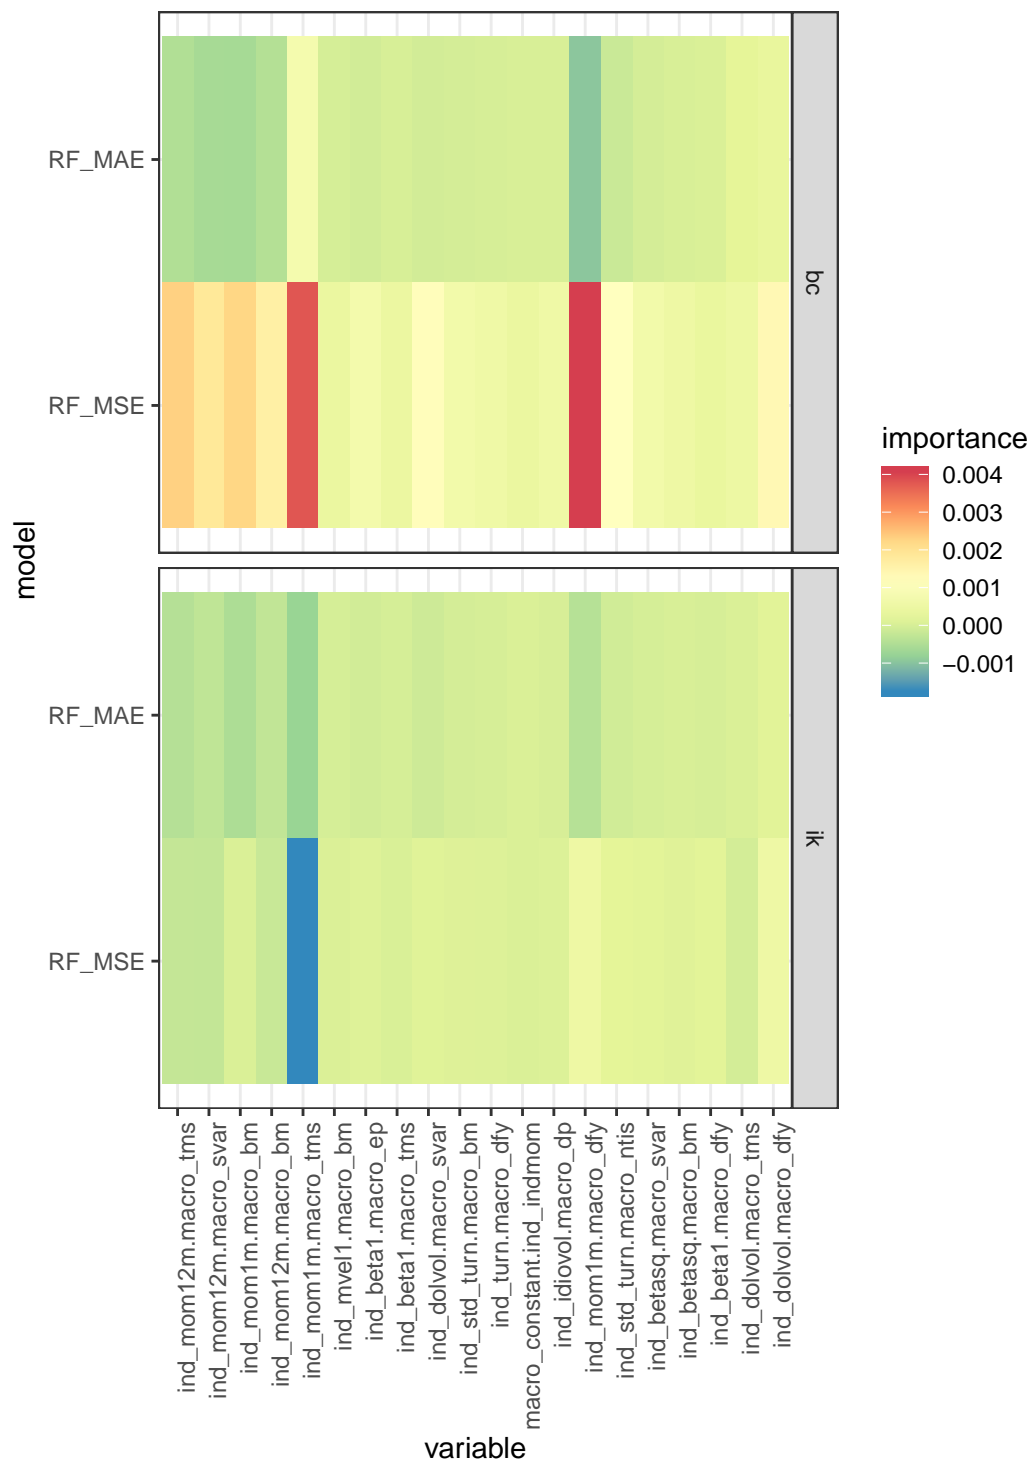 RF_MAE
RF_MSE
bc
RF_MAE
RF_MSE
ik
model
ind_mom12m.macro_tms
ind_mom12m.macro_svar
ind_mom1m.macro_bm
ind_mom12m.macro_bm
ind_mom1m.macro_tms
ind_mvel1.macro_bm
ind_beta1.macro_ep
ind_beta1.macro_tms
ind_dolvol.macro_svar
ind_std_turn.macro_bm
ind_turn.macro_dfy
macro_constant.ind_indmom
ind_idiovol.macro_dp
ind_mom1m.macro_dfy
ind_std_turn.macro_ntis
ind_betasq.macro_svar
ind_betasq.macro_bm
ind_beta1.macro_dfy
ind_dolvol.macro_tms
ind_dolvol.macro_dfy
variable
importance
0.004
0.003
0.002
0.001
0.000
−0.001